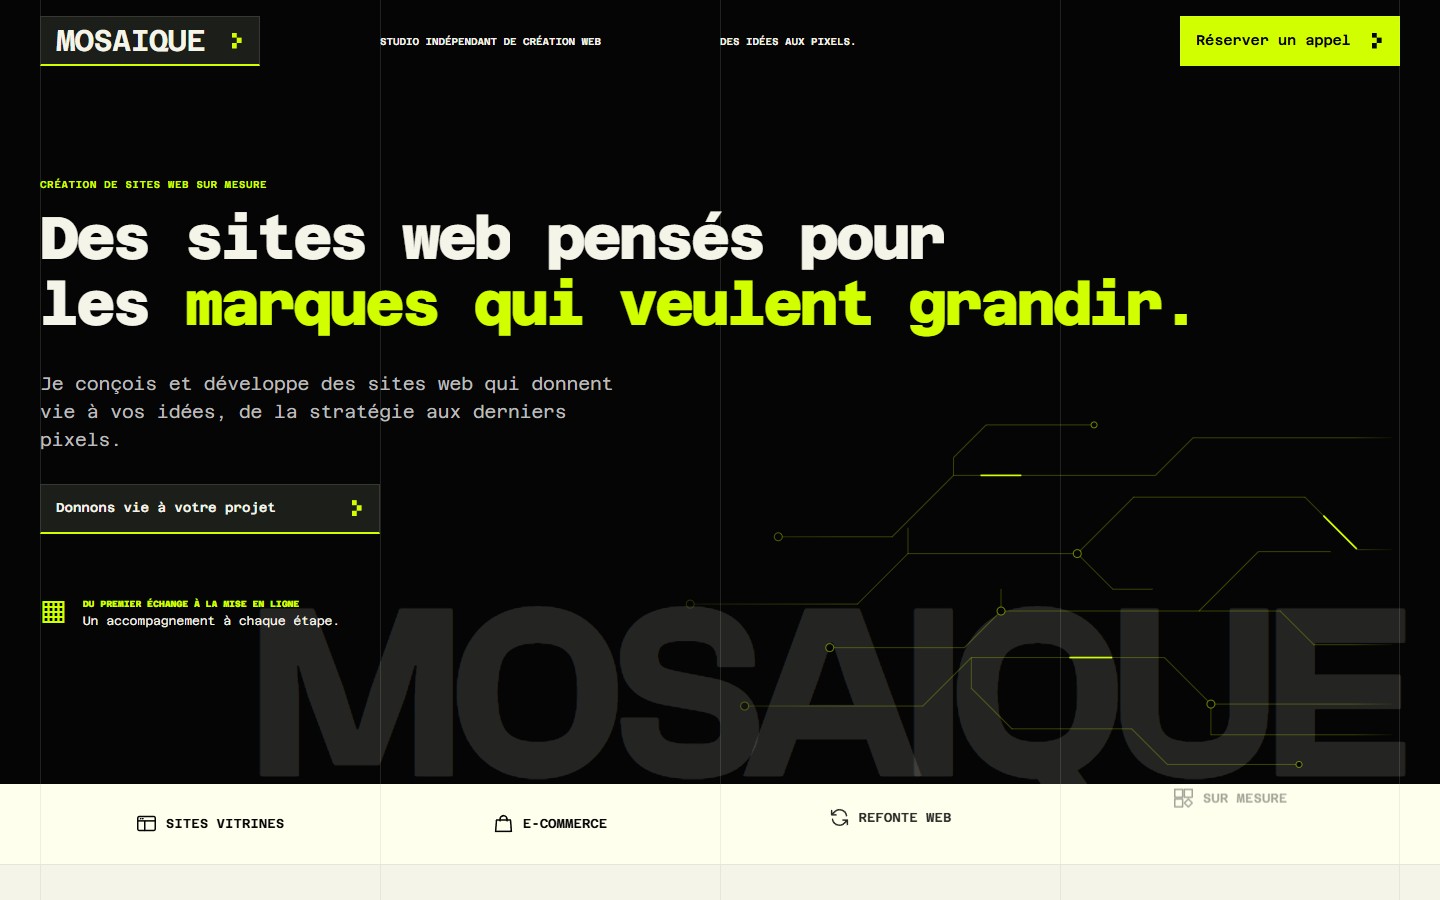 MOSAIQUE
STUDIO INDÉPENDANT DE CRÉATION WEB
DES IDÉES AUX PIXELS.
Réserver un appel
CRÉATION DE SITES WEB SUR MESURE
Des sites web pensés pour
les marques qui veulent grandir.
Je conçois et développe des sites web qui donnent
vie à vos idées, de la stratégie aux derniers
pixels.
Donnons vie à votre projet
DU PREMIER ÉCHANGE À LA MISE EN LIGNE
Un accompagnement à chaque étape.
MOSAIQUE
SITES VITRINES
E-COMMERCE
REFONTE WEB
SUR MESURE